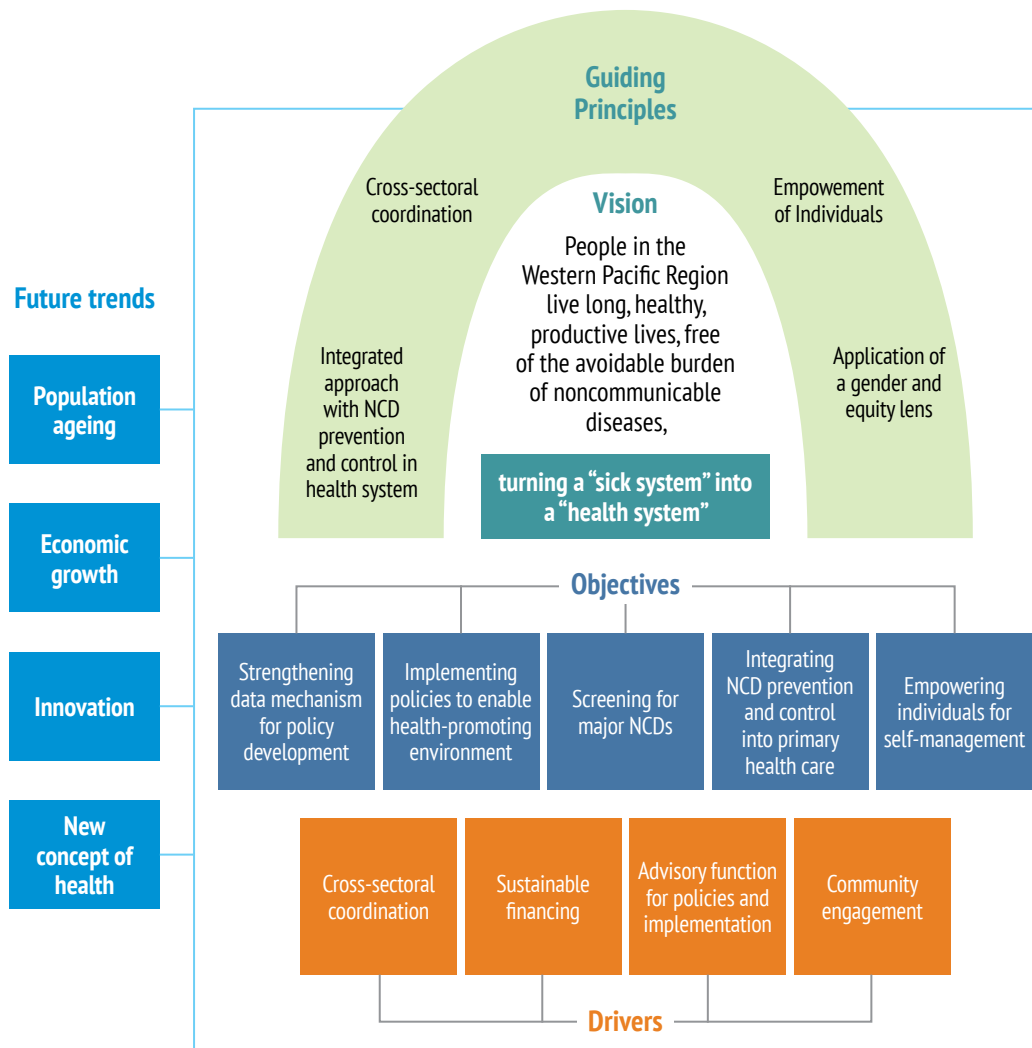 Guiding
Principles
Cross-sectoral
coordination
Empowement
of Individuals
Integrated
approach
with NCD
prevention
and control in
health system
Application of
a gender and
equity lens
Vision
People in the
Western Pacific Region
live long, healthy,
productive lives, free
of the avoidable burden
of noncommunicable
diseases,
turning a “sick system” into
a “health system”
Future trends
Population
ageing
Economic
growth
Innovation
New
concept of
health
Objectives
Strengthening
data mechanism
for policy
development
Implementing
policies to enable
health-promoting
environment
Screening for
major NCDs
Integrating
NCD prevention
and control
into primary
health care
Empowering
individuals for
self-management
Cross-sectoral
coordination
Sustainable
financing
Advisory function
for policies and
implementation
Community
engagement
Drivers